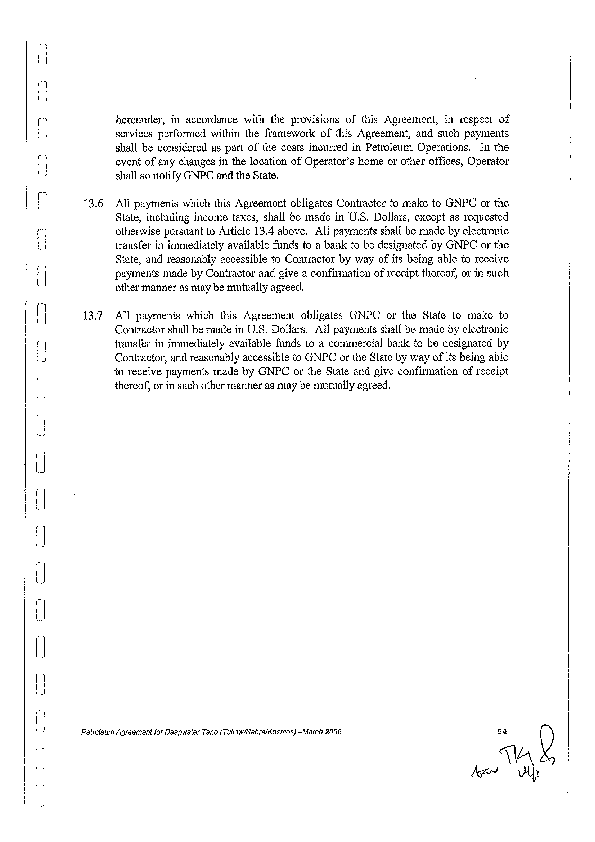 hereunder, in accordance with the provisions of this Agreement, in respect of
services performed within the framework of this Agreement, and such payments
shall be considered as part of the costs incurred in Petroleum Operations. In the
event of any changes in the location of Operator's home or other offices, Operator
shall so notify GNPC and the State.
13.6 All payments which this Agreement obligates Contractor to make to GNPC or the
State, including income taxes, shall be made in U.S. Dollars, except as requested
otherwise pursuant to Article 13.4 above. All payments shall be made by electronic
transfer in immediately available funds to a bank to be designated by GNPC or the
State, and reasonably accessible to Contractor by way of its being able to receive
payments made by Contractor and give a confirmation of receipt thereof, or in such
other manner as may be mutually agreed.
13.7 All payments which this Agreement obligates GNPC or the State to make to
Contractor shall be made in U.S. Dollars. All payments shall be made by electronic
transfer in immediately available funds to a commercial bank to be designated by
Contractor, and reasonably accessible to GNPC or the State by way of its being able
to receive payments made by GNPC or the State and give confirmation of receipt
thereof, or in such other manner as may be mutually agreed.
Petroleum Agreement for Deepwater Tano (Tullow/Sabre/Kosmos) – March 2006